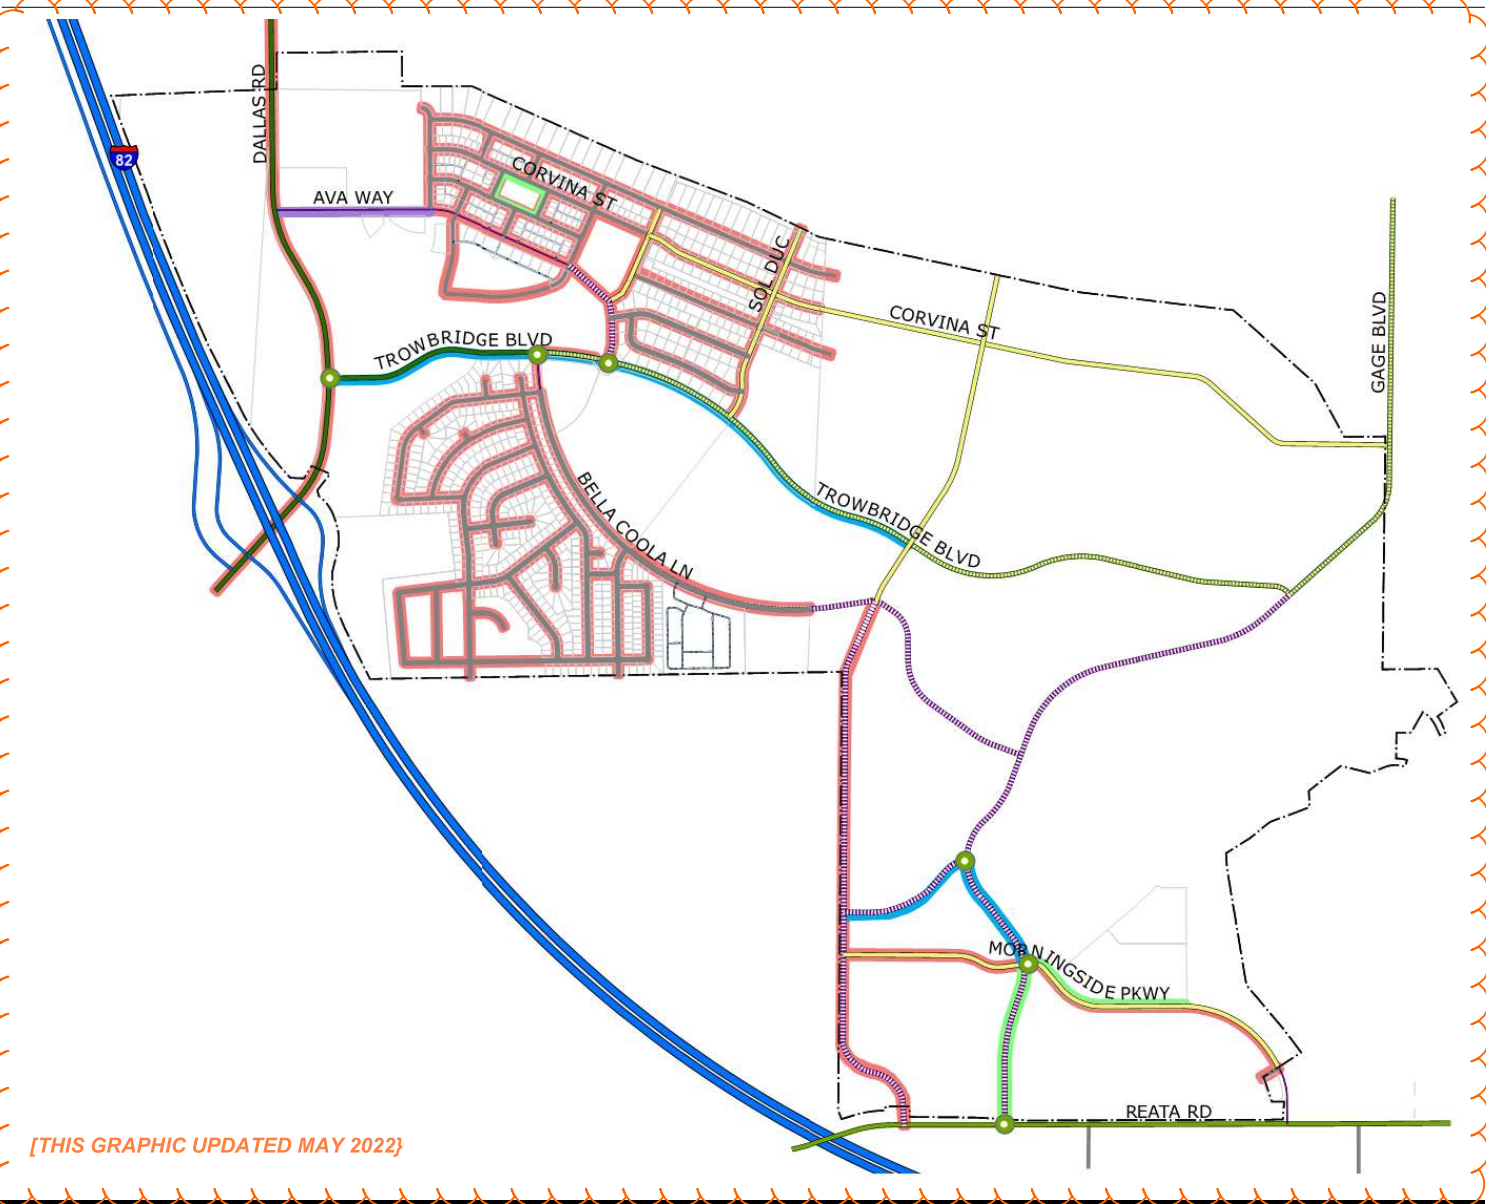 DALLAS RD
82
AVA WAY
CORVINA ST
SOL DUC
CORVINA ST
GAGE BLVD
TROWBRIDGE BLVD
BELLA COOLA LN
TROWBRIDGE BLVD
MORNINGSIDE PKWY
REATA RD
[THIS GRAPHIC UPDATED MAY 2022}